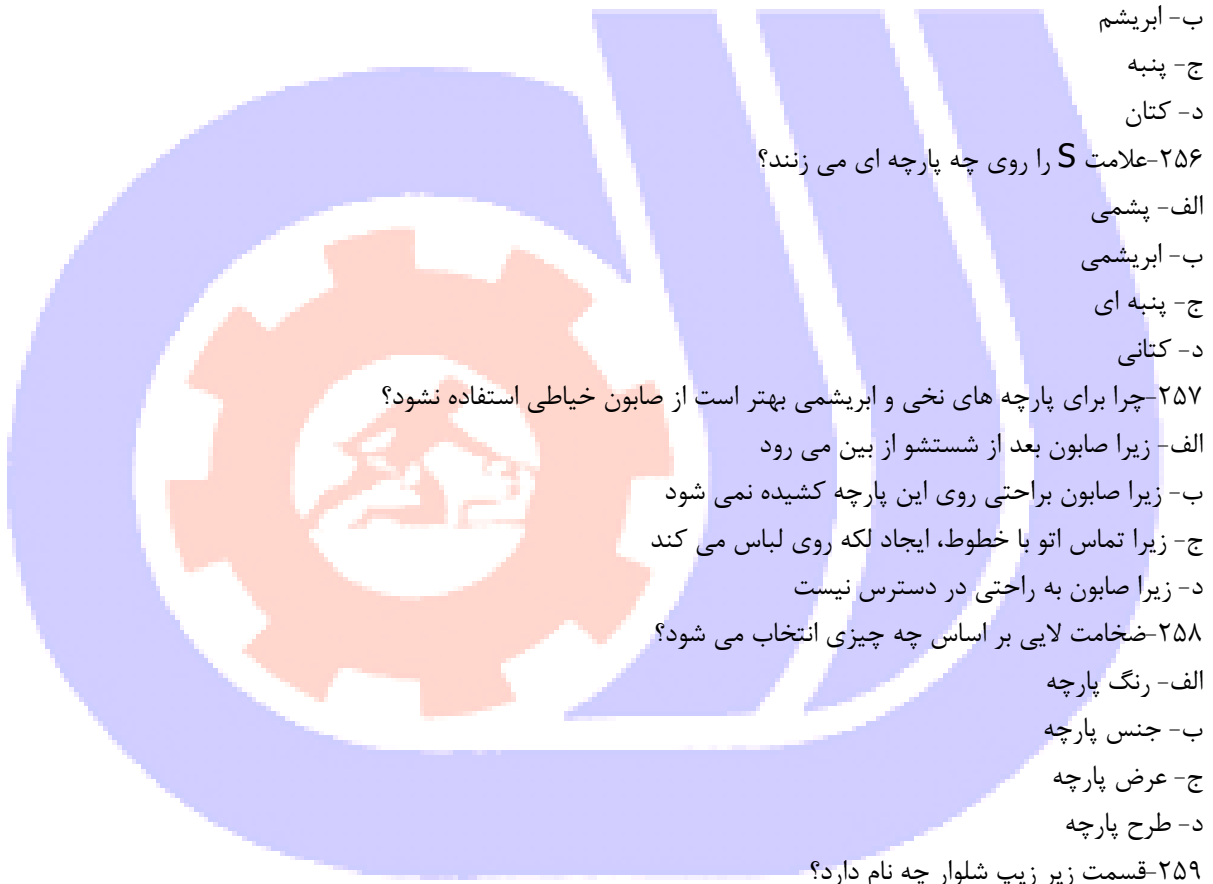 ب- ابریشم
ج- پنبه
د- کتان
۲۵۶-علامت S را روی چه پارچه ای می زنند؟
الف- پشمی
ب- ابریشمی
ج- پنبه ای
د- کتانی
۲۵۷-چرا برای پارچه های نخی و ابریشمی بهتر است از صابون خیاطی استفاده نشود؟
الف- زیرا صابون بعد از شستشو از بین می رود
ب- زیرا صابون براحتی روی این پارچه کشیده نمی شود
ج- زیرا تماس اتو با خطوط، ایجاد لکه روی لباس می کند
د- زیرا صابون به راحتی در دسترس نیست
۲۵۸-ضخامت لایی بر اساس چه چیزی انتخاب می شود؟
الف- رنگ پارچه
ب- جنس پارچه
ج- عرض پارچه
د- طرح پارچه
۲۵۹-قسمت زیر زیپ شلوار چه نام دارد؟